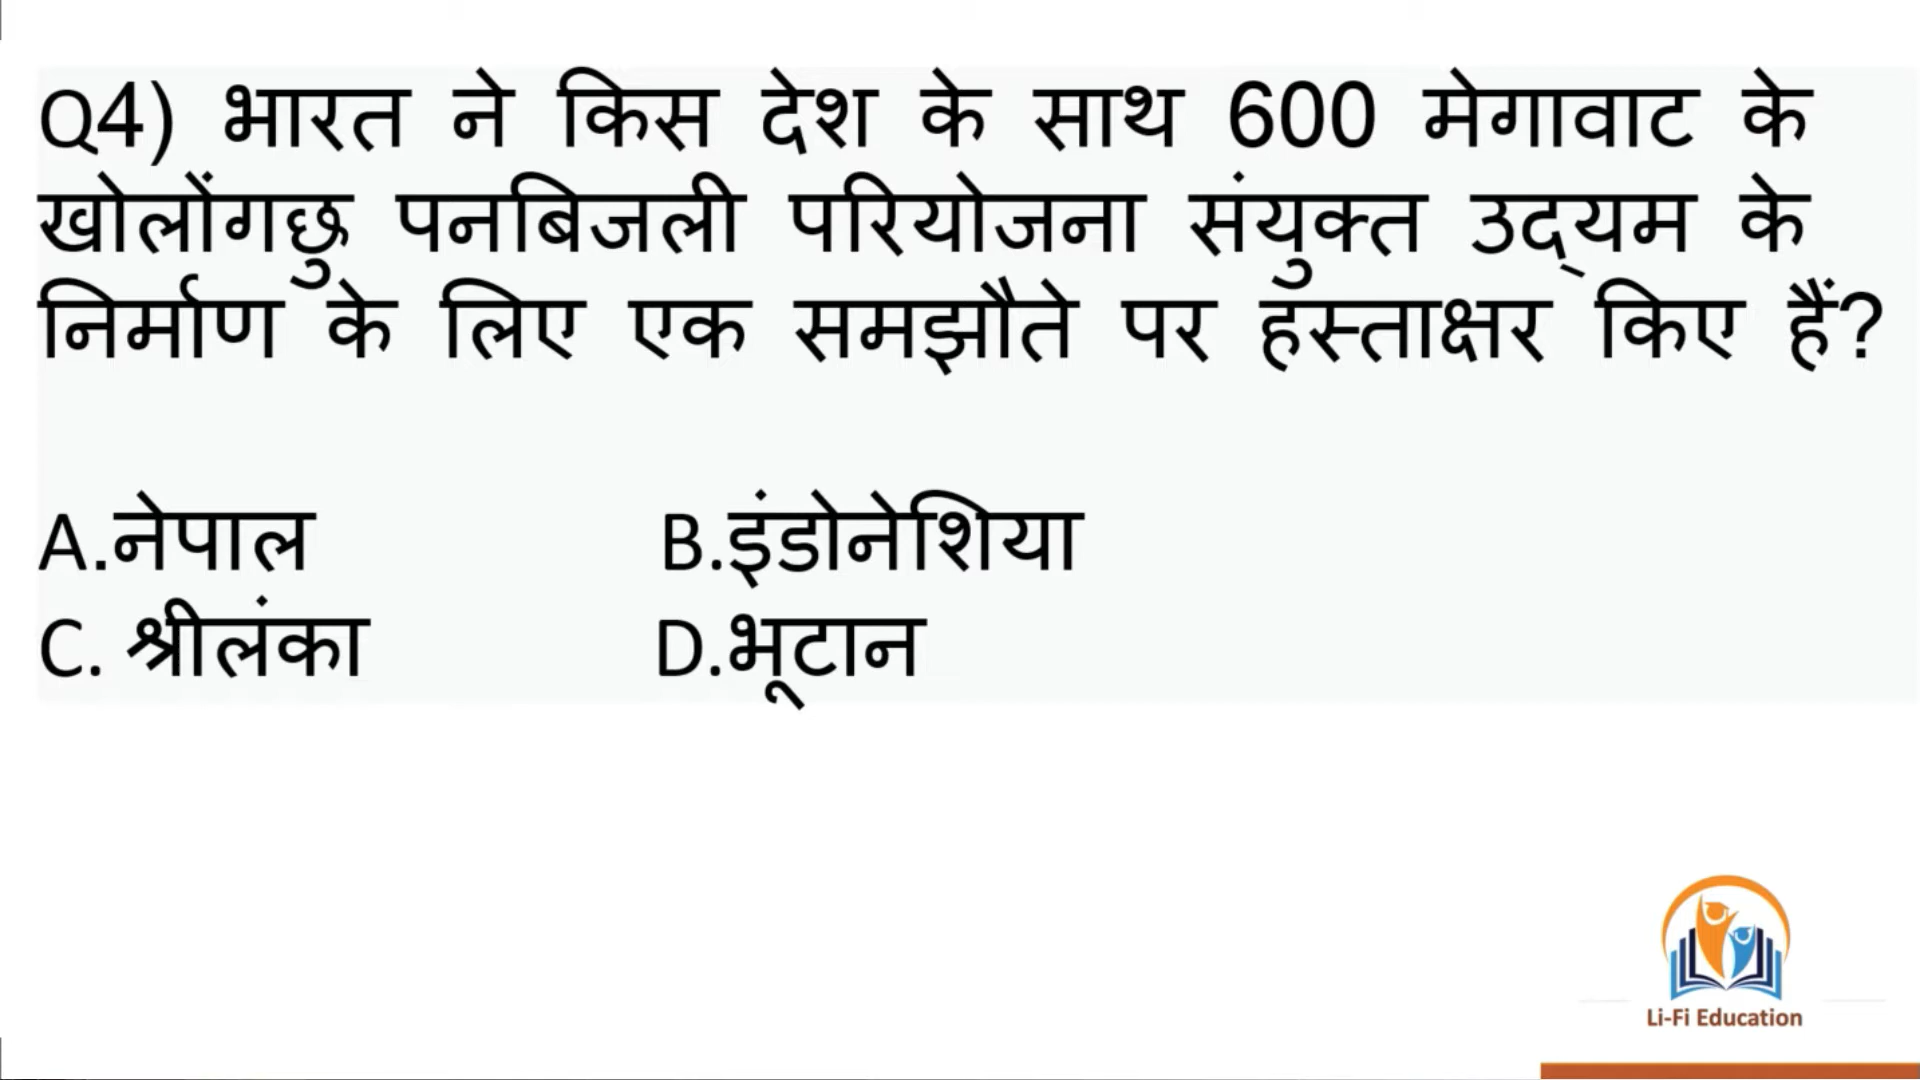 Q4) भारत ने किस देश के साथ 600 मेगावाट के
खोलोंगछु पनबिजली परियोजना संयुक्त उद्यम के
निर्माण के लिए एक समझौते पर हस्ताक्षर किए हैं?
A.नेपाल B.इंडोनेशिया
C. श्रीलंका D.भूटान
Li-Fi Education